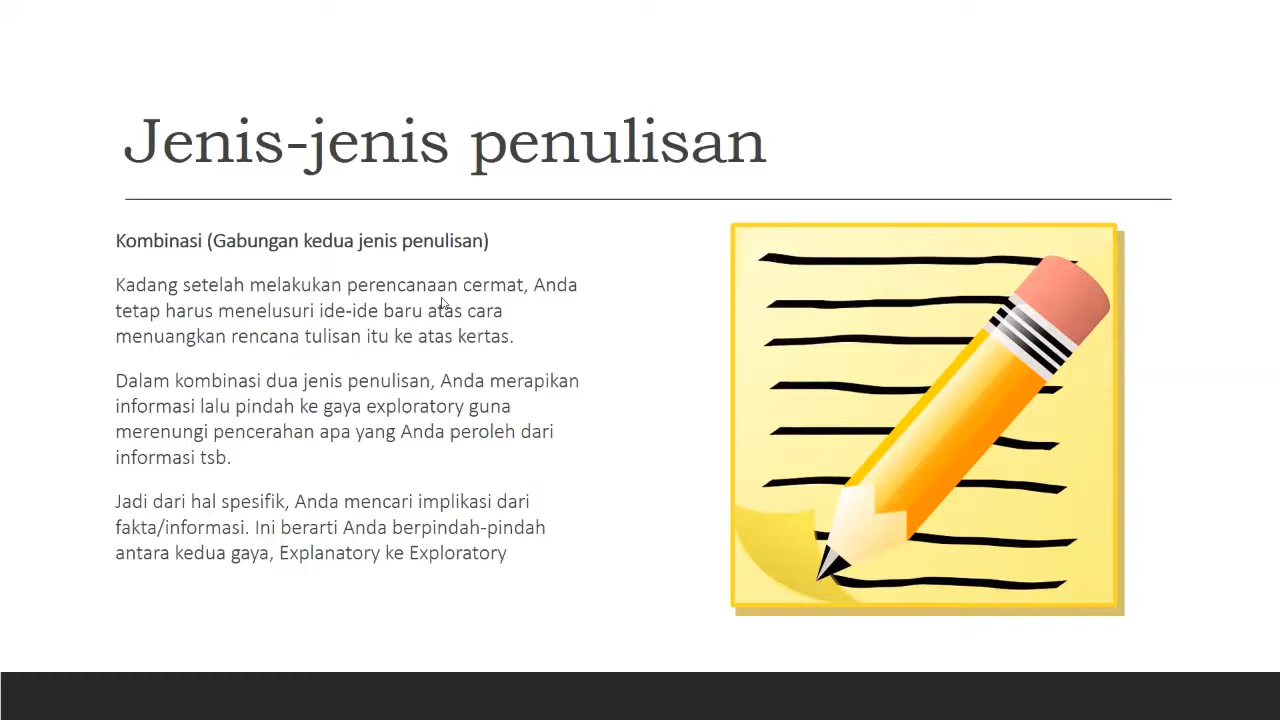 Jenis-jenis penulisan
Kombinasi (Gabungan kedua jenis penulisan)
Kadang setelah melakukan perencanaan cermat, Anda
tetap harus menelusuri ide-ide baru atas cara
menuangkan rencana tulisan itu ke atas kertas.
Dalam kombinasi dua jenis penulisan, Anda merapikan
informasi lalu pindah ke gaya exploratory guna
merenungi pencerahan apa yang Anda peroleh dari
informasi tsb.
Jadi dari hal spesifik, Anda mencari implikasi dari
fakta/informasi. Ini berarti Anda berpindah-pindah
antara kedua gaya, Explanatory ke Exploratory